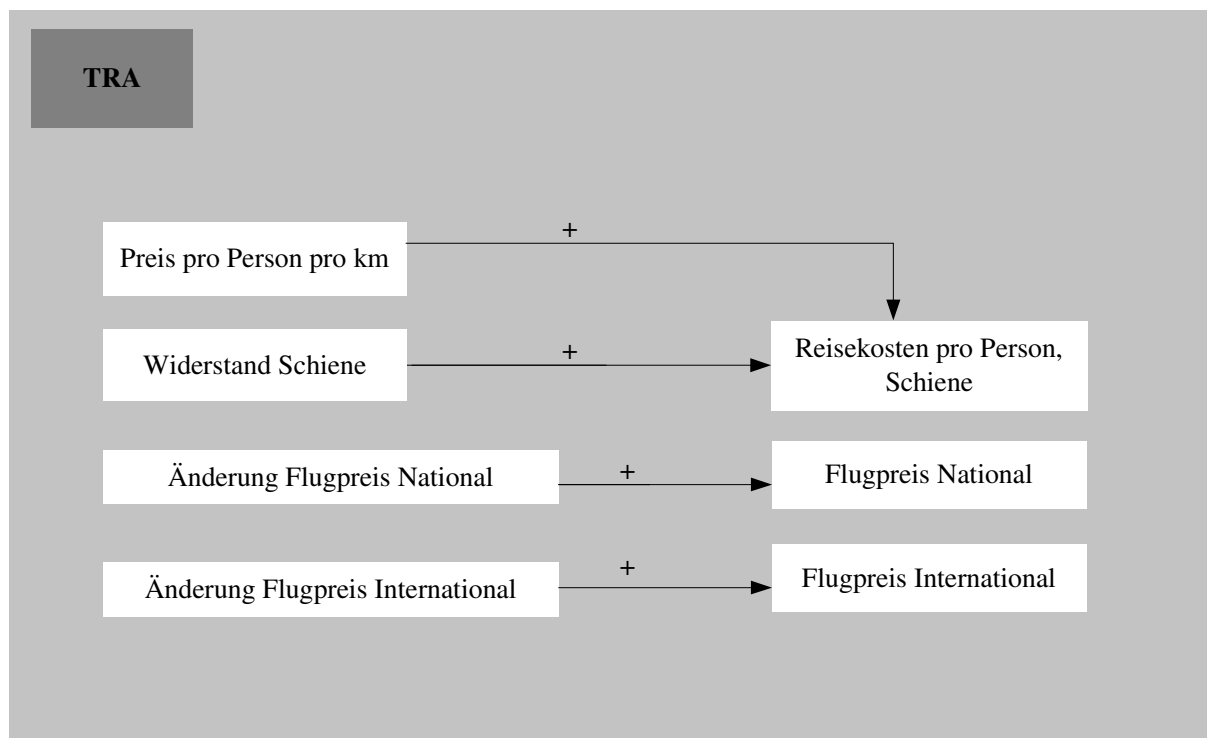 TRA
+
Preis pro Person pro km
+
Widerstand Schiene
Reisekosten pro Person,
Schiene
+
Änderung Flugpreis National
Flugpreis National
+
Änderung Flugpreis International
Flugpreis International